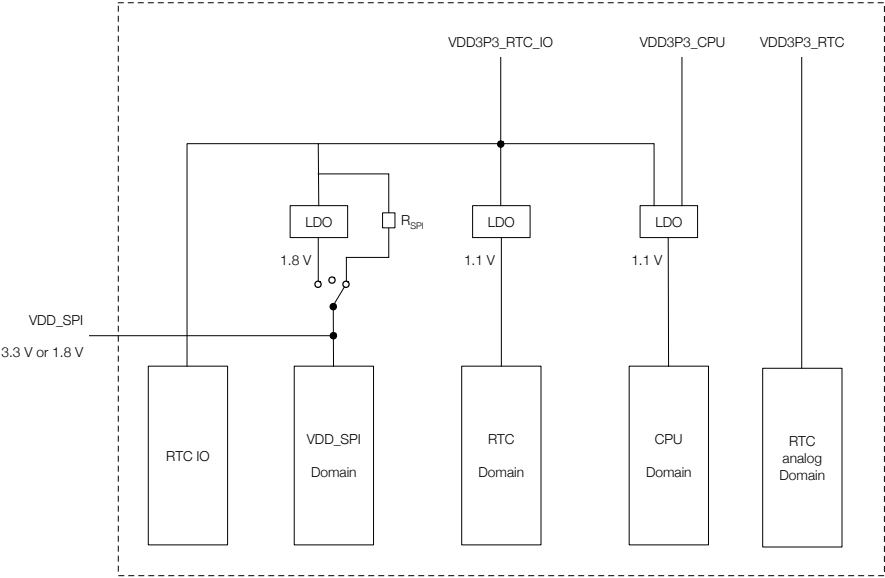 VDD3P3_RTC_IO
VDD3P3_CPU
VDD3P3_RTC
LDO
RSPI
LDO
LDO
1.8 V
1.1 V
1.1 V
VDD_SPI
3.3 V or 1.8 V
RTC IO
VDD_SPI
Domain
RTC
Domain
CPU
Domain
RTC
analog
Domain